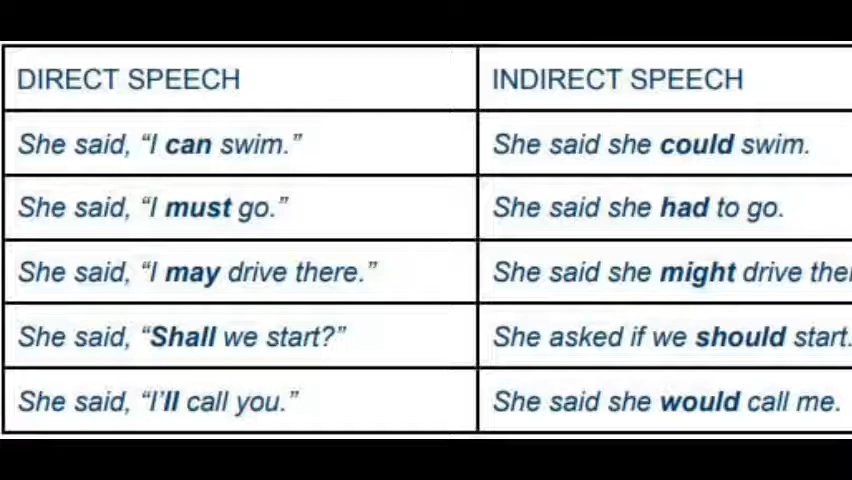 DIRECT SPEECH
INDIRECT SPEECH
She said, “I can swim.”
She said she could swim.
She said, “I must go.”
She said she had to go.
She said, “I may drive there.”
She said she might drive
She said, “Shall we start?”
She asked if we should start.
She said, “I’ll call you.”
She said she would call me.